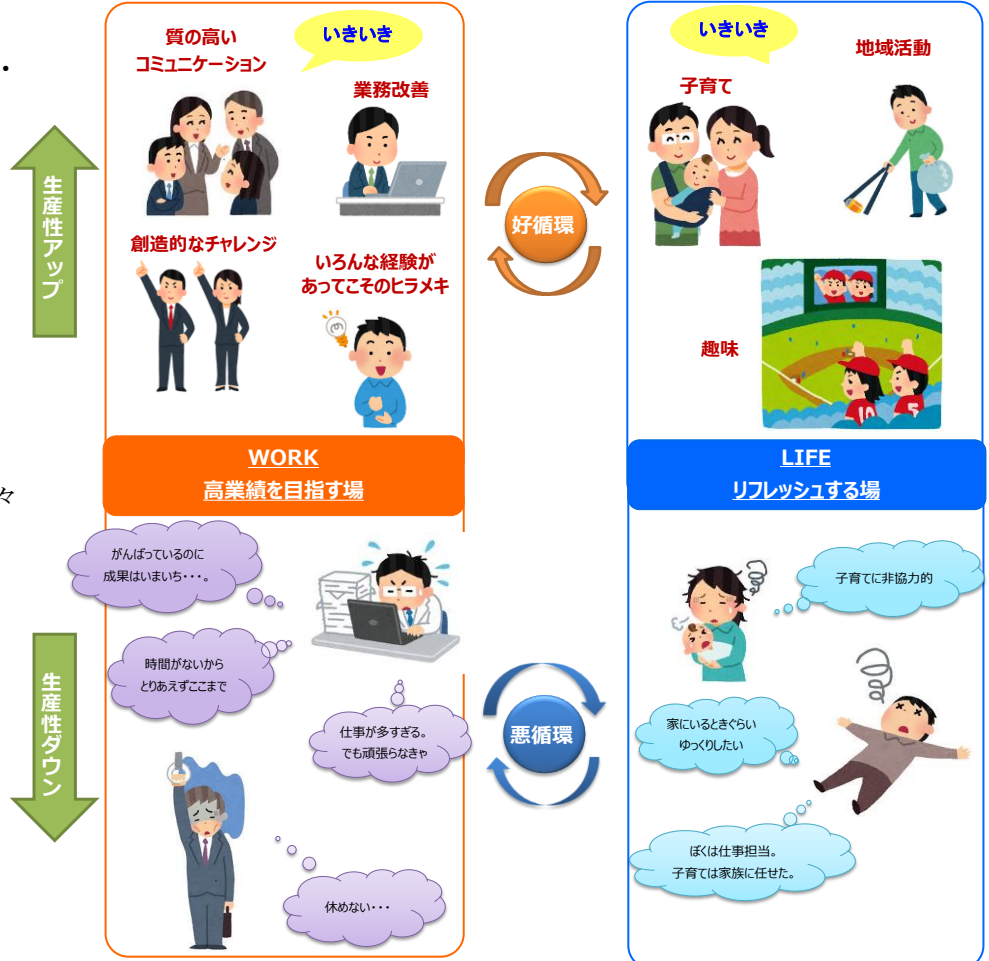 質の高い
コミュニケーション
いきいき
業務改善
創造的なチャレンジ
いろんな経験が
あってこそのヒラメキ
生産性アップ
好循環
いきいき
子育て
地域活動
趣味
WORK
高業績を目指す場
LIFE
リフレッシュする場
々
・
がんばっているのに
成果はいまいち・・・。
時間がないから
とりあえずここまで
仕事が多すぎる。
でも頑張らなきゃ
休めない・・・
生産性ダウン
悪循環
子育てに非協力的
家にいるときぐらい
ゆっくりしたい
ぼくは仕事担当。
子育ては家族に任せた。
10
5